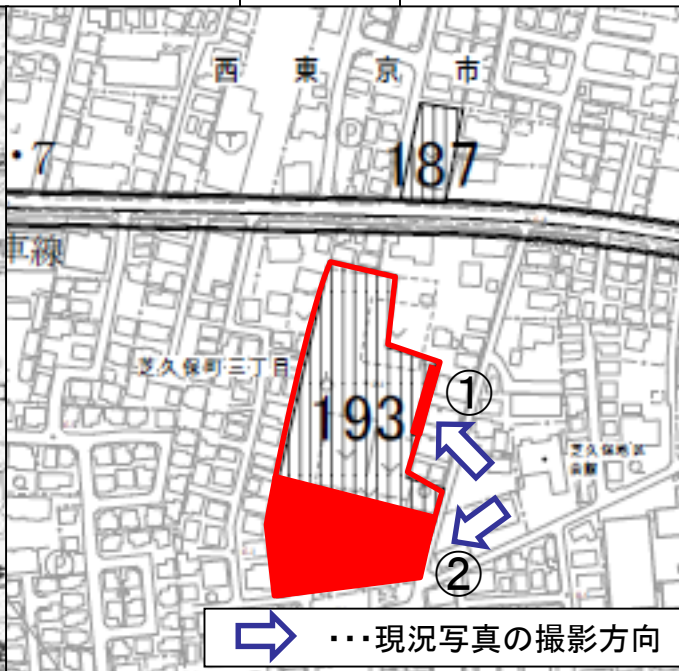 西東京市
P
T
187
・7
車線
芝久保町三丁目
193
①
芝久保地区
会館
②
・・・現況写真の撮影方向